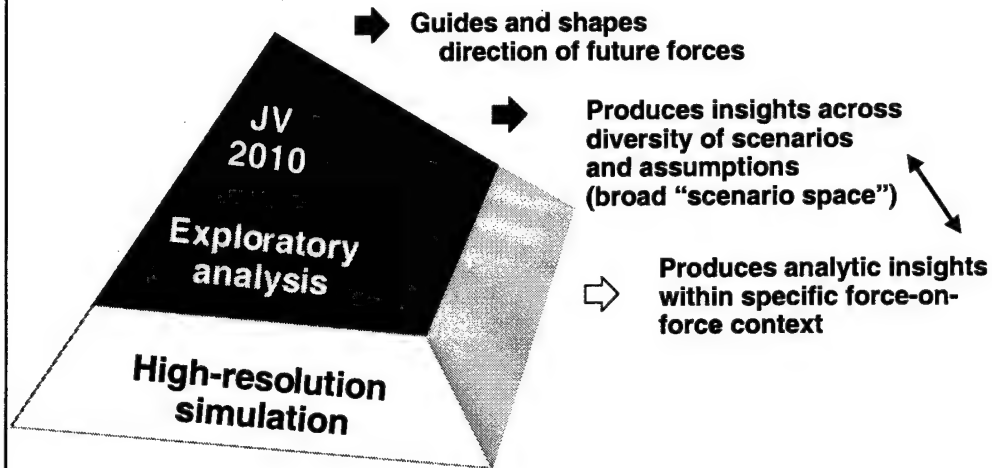 Guides and shapes
direction of future forces
JV
2010
Produces insights across
diversity of scenarios
and assumptions
(broad “scenario space”)
Exploratory
analysis
Produces analytic insights
within specific force-on-
force context
High-resolution
simulation